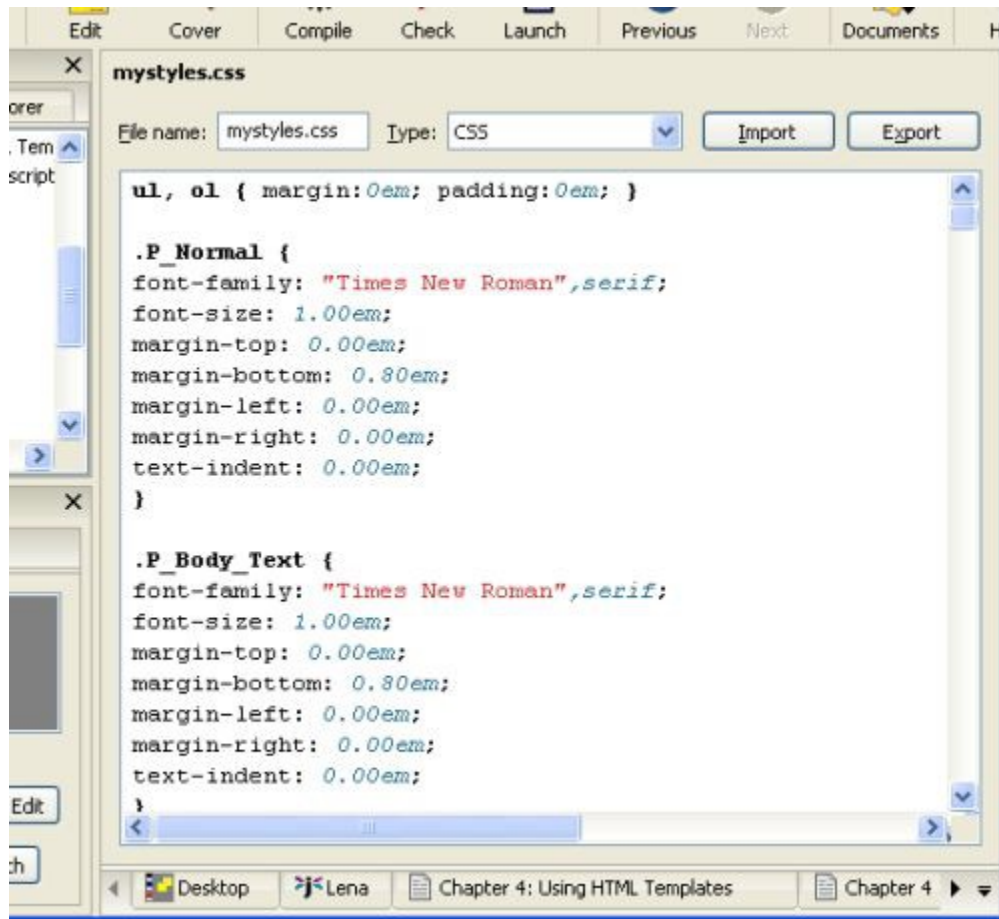 Edit Cover Compile Check Launch Previous Next Documents H
mystyles.css
orer
File name: mystyles.css Type: CSS Import Export
Tem
script
ul, ol { margin:0em; padding:0em; }
.P_Normal {
font-family: "Times New Roman",serif;
font-size: 1.00em;
margin-top: 0.00em;
margin-bottom: 0.80em;
margin-left: 0.00em;
margin-right: 0.00em;
text-indent: 0.00em;
}
.P_Body_Text {
font-family: "Times New Roman",serif;
font-size: 1.00em;
margin-top: 0.00em;
margin-bottom: 0.80em;
margin-left: 0.00em;
margin-right: 0.00em;
text-indent: 0.00em;
}
Edit
ch
Desktop Lena Chapter 4: Using HTML Templates Chapter 4